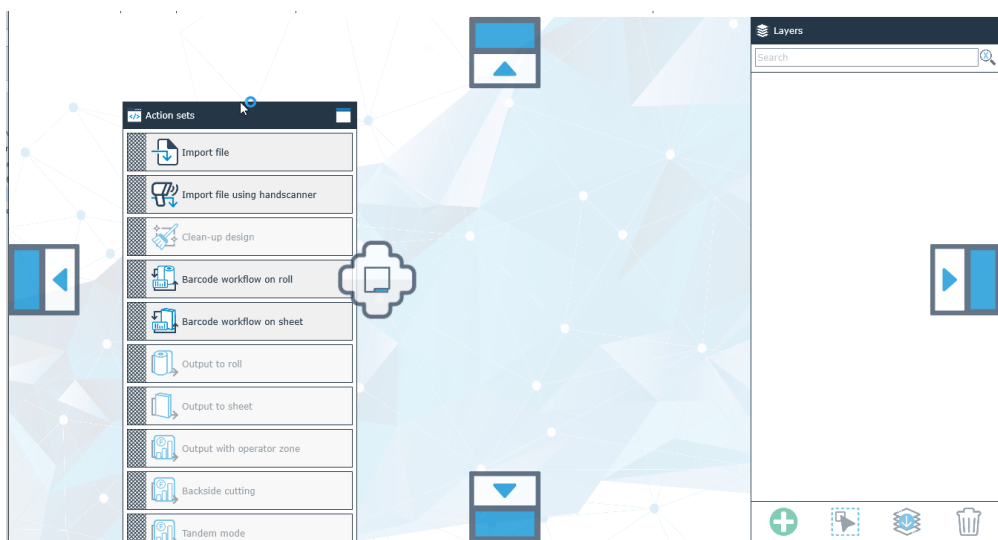 Layers
Search
Action sets
Import file
Import file using handscanner
Clean-up design
Barcode workflow on roll
Barcode workflow on sheet
Output to roll
Output to sheet
Output with operator zone
Backside cutting
Tandem mode